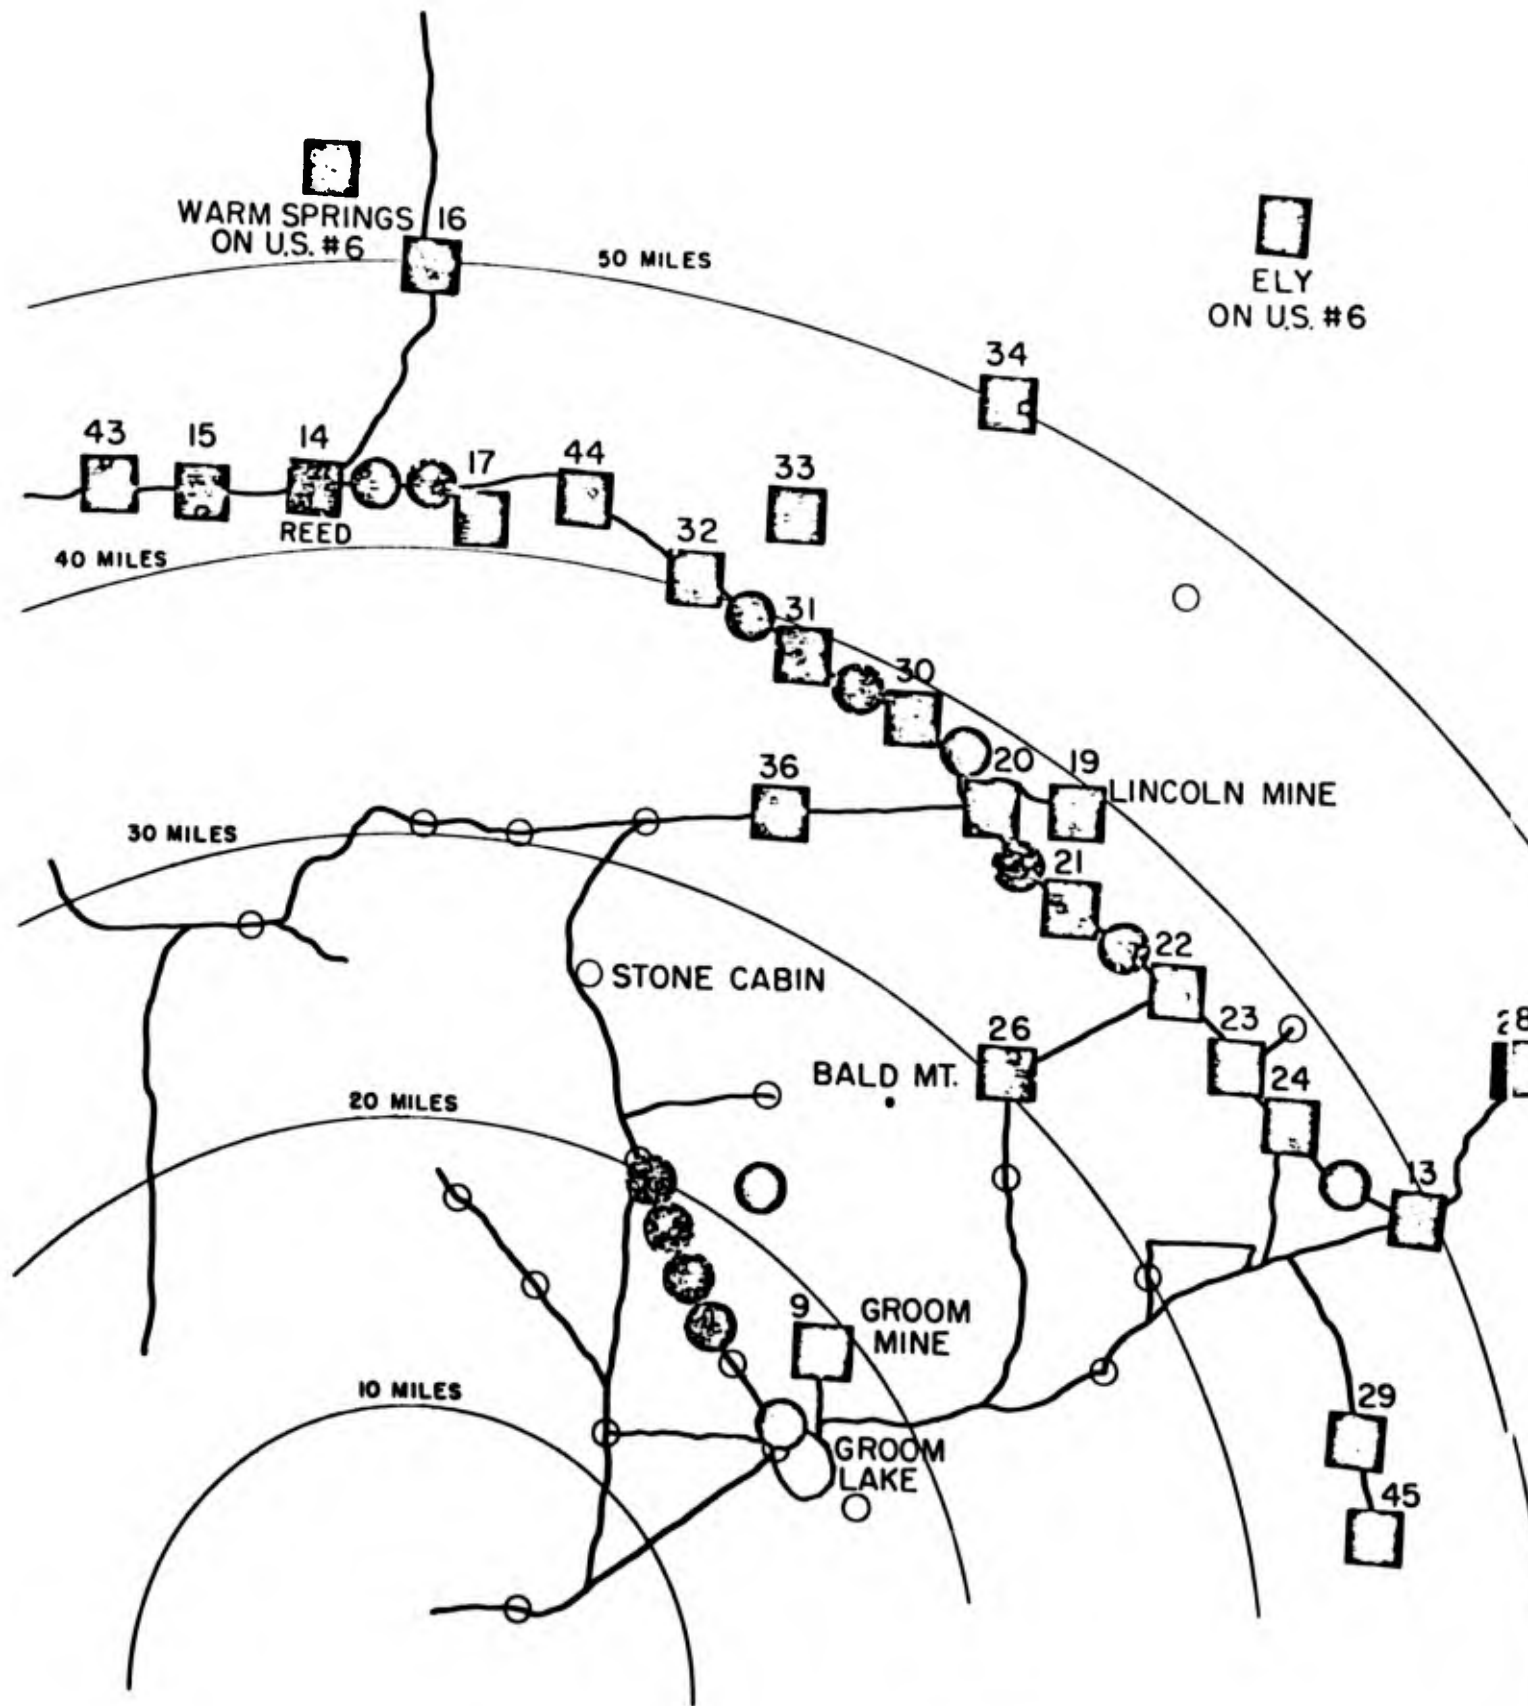 WARM SPRINGS
ON U.S. #6
16
50 MILES
ELY
ON U.S. #6
34
43
15
14
17
44
33
REED
32
40 MILES
31
30
20
19
LINCOLN MINE
36
30 MILES
21
22
STONE CABIN
26
23
28
BALD MT.
24
20 MILES
13
9
GROOM
MINE
10 MILES
29
GROOM
LAKE
45